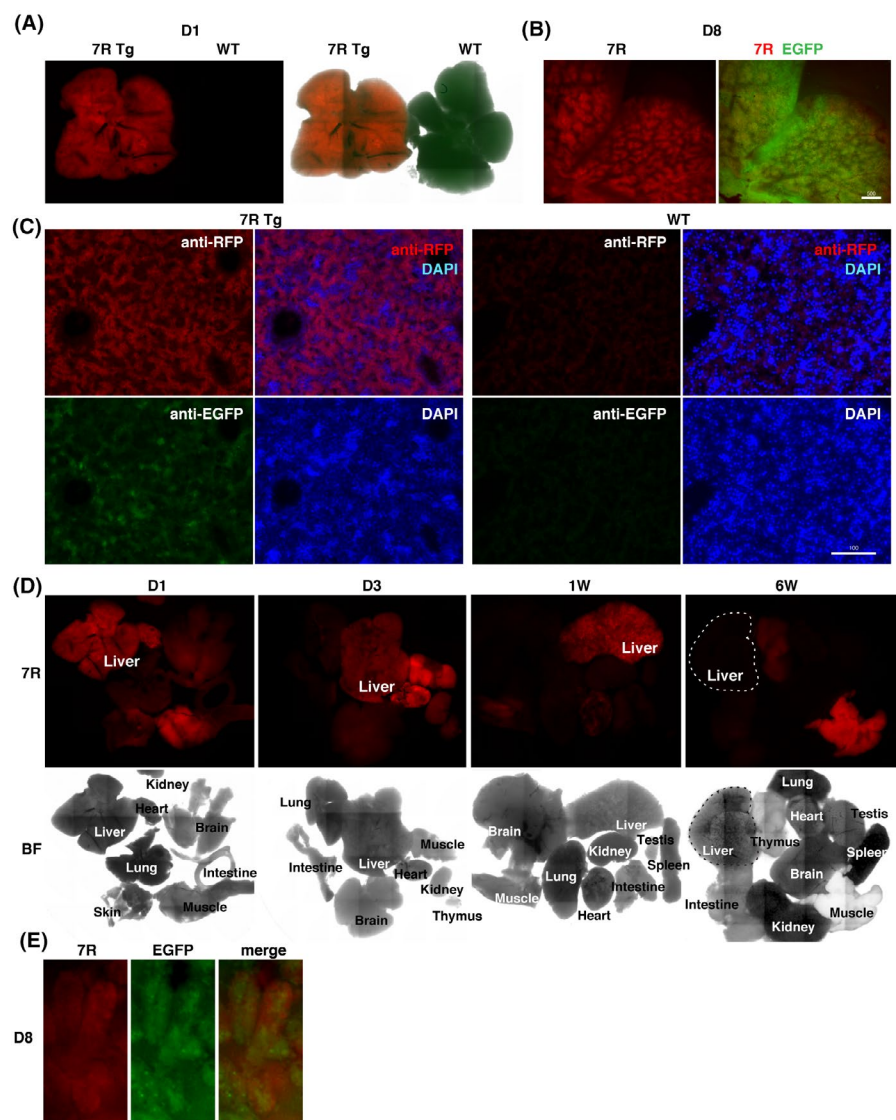 (A)
D1
7R Tg
WT
7R Tg
WT
(B)
D8
7R
7R EGFP
500
(C)
7R Tg
WT
anti-RFP
anti-RFP
DAPI
anti-RFP
anti-RFP
DAPI
anti-EGFP
DAPI
anti-EGFP
DAPI
100
(D)
D1
D3
1W
6W
7R
Liver
Liver
Liver
Liver
BF
Kidney
Heart
Liver
Brain
Lung
Intestine
Skin
Muscle
Lung
Intestine
Muscle
Liver
Heart
Kidney
Brain
Thymus
Brain
Liver
Testis
Kidney
Spleen
Lung
Intestine
Muscle
Heart
Lung
Heart
Testis
Thymus
Liver
Spleen
Brain
Intestine
Muscle
Kidney
(E)
7R
EGFP
merge
D8